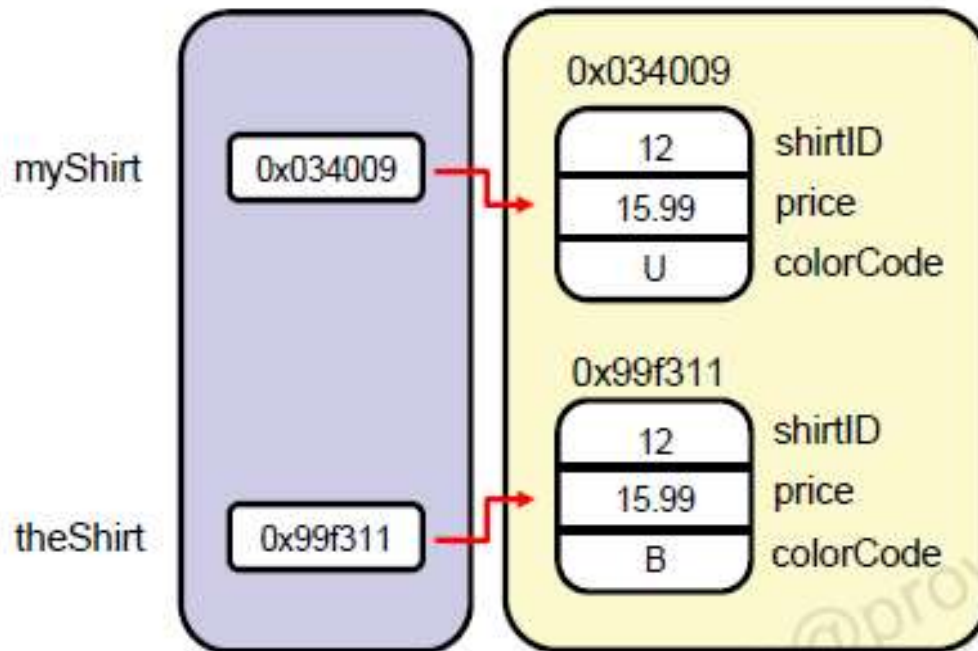 0x034009
myShirt
0x034009
12
shirtID
15.99
price
U
colorCode
0x99f311
12
shirtID
15.99
price
theShirt
0x99f311
B
colorCode